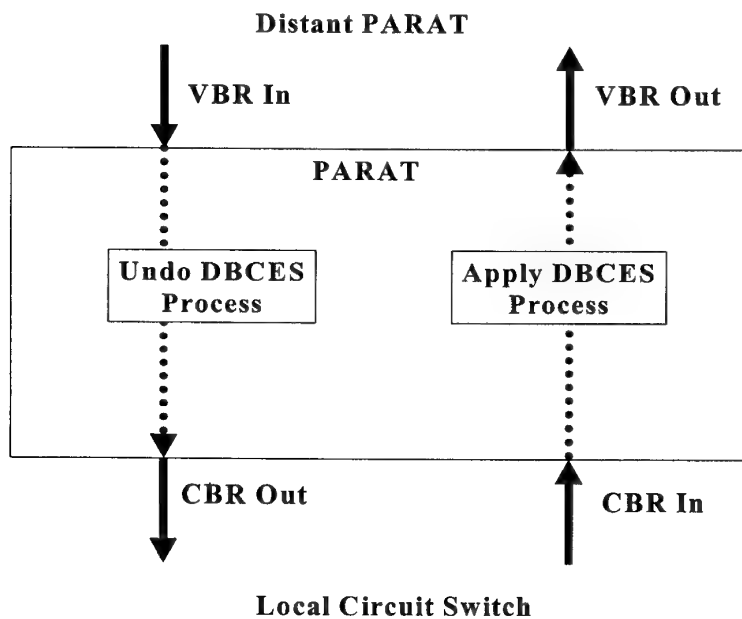 Distant PARAT
VBR In
VBR Out
PARAT
Undo DBCES
Process
Apply DBCES
Process
CBR Out
CBR In
Local Circuit Switch